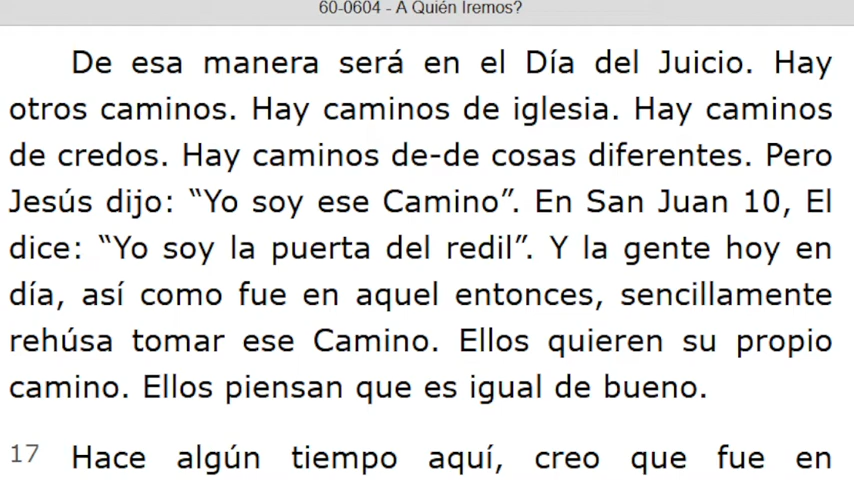 60-0604 - A Quién Iremos?
De esa manera será en el Día del Juicio. Hay
otros caminos. Hay caminos de iglesia. Hay caminos
de credos. Hay caminos de-de cosas diferentes. Pero
Jesús dijo: “Yo soy ese Camino”. En San Juan 10, El
dice: “Yo soy la puerta del redil”. Y la gente hoy en
día, así como fue en aquel entonces, sencillamente
rehúsa tomar ese Camino. Ellos quieren su propio
camino. Ellos piensan que es igual de bueno.
17 Hace algún tiempo aquí, creo que fue en